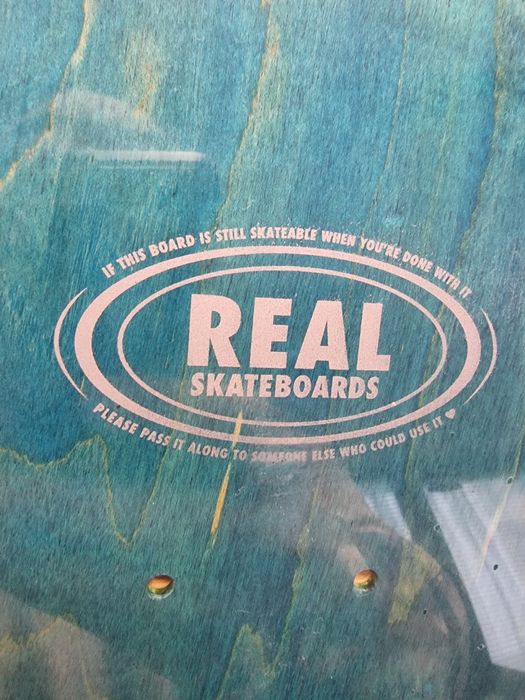 IF THIS BOARD IS STILL SKATEABLE WHEN YOU'RE DONE WITH IT
REAL
SKATEBOARDS
PLEASE PASS IT ALONG TO SOMEONE ELSE WHO COULD USE IT ♥